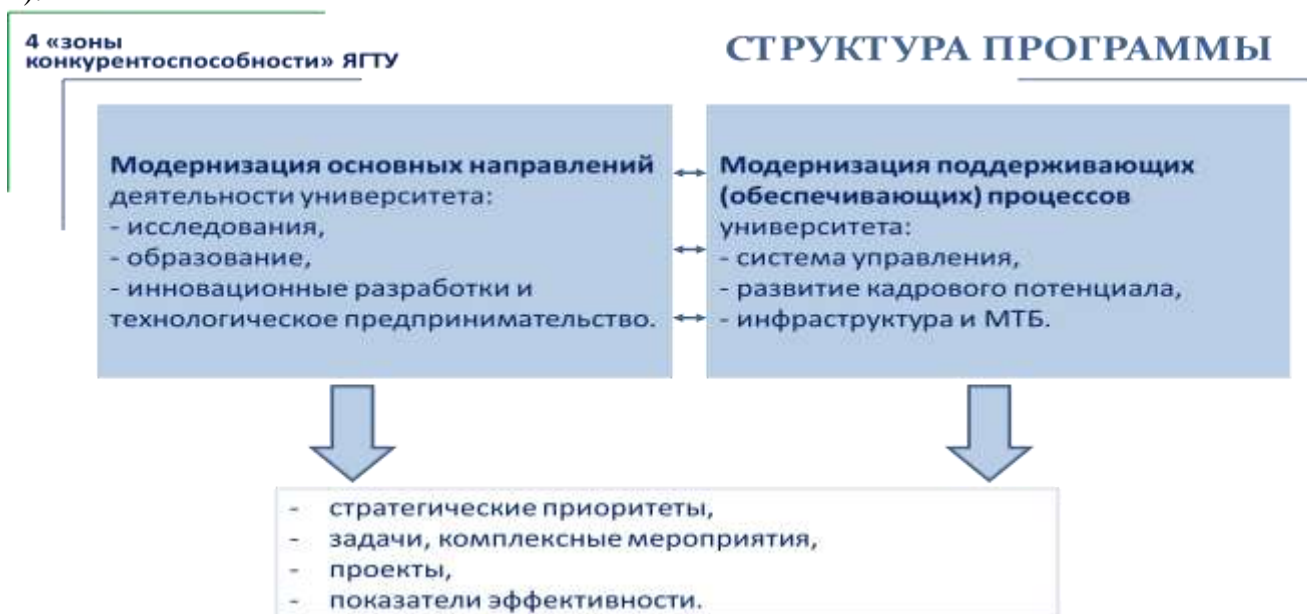 4 «зоны
конкурентоспособности» ЯГТУ
СТРУКТУРА ПРОГРАММЫ
Модернизация основных направлений
деятельности университета:
- исследования,
- образование,
- инновационные разработки и
технологическое предпринимательство.
Модернизация поддерживающих
(обеспечивающих) процессов
университета:
- система управления,
- развитие кадрового потенциала,
- инфраструктура и МТБ.
- стратегические приоритеты,
- задачи, комплексные мероприятия,
- проекты,
- показатели эффективности.